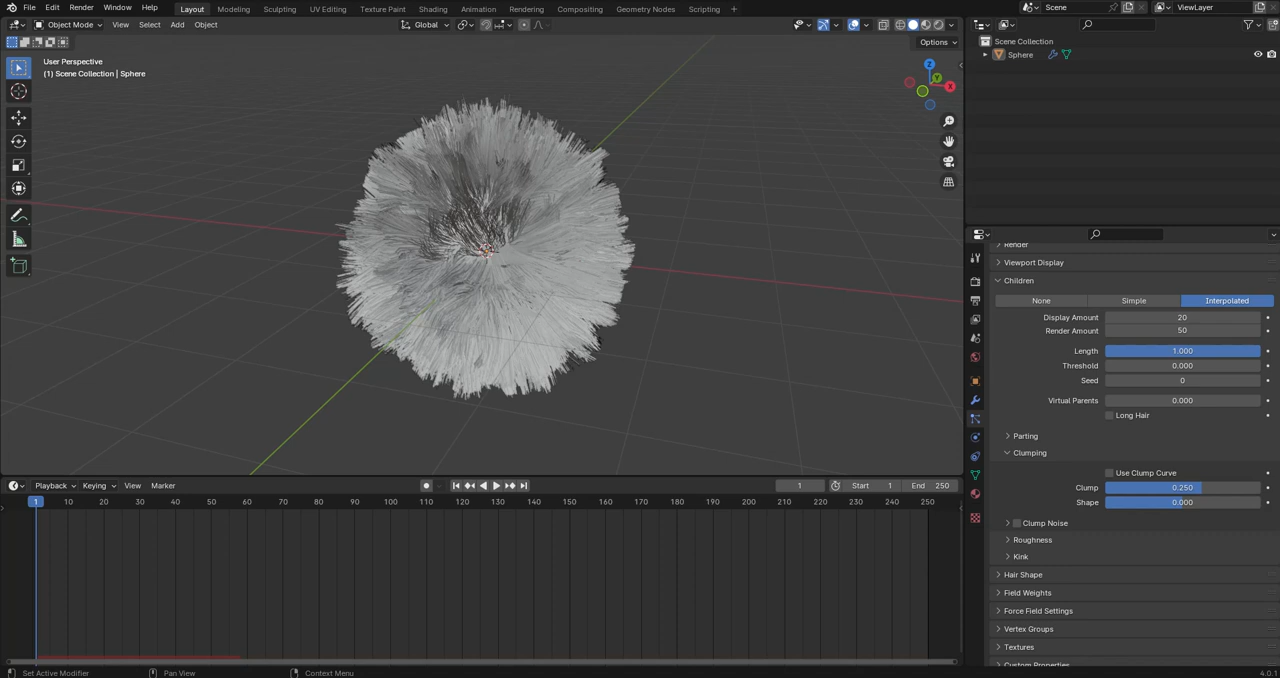 File Edit Render Window Help Layout Modeling Sculpting UV Editing Texture Paint Shading Animation Rendering Compositing Geometry Nodes Scripting Scene ViewLayer
Object Mode View Select Add Object Global
Options
User Perspective
(1) Scene Collection | Sphere
Z
Y
X
Scene Collection
Sphere
Render
Viewport Display
Children
None Simple Interpolated
Display Amount 20
Render Amount 50
Length 1.000
Threshold 0.000
Seed 0
Virtual Parents 0.000
Long Hair
Parting
Clumping
Use Clump Curve
Clump 0.250
Shape 0.000
Clump Noise
Roughness
Kink
Hair Shape
Field Weights
Force Field Settings
Vertex Groups
Textures
Custom Properties
Playback Keying View Marker 1 Start 1 End 250
1 10 20 30 40 50 60 70 80 90 100 110 120 130 140 150 160 170 180 190 200 210 220 230 240 250
Set Active Modifier Pan View Context Menu 4.0.1